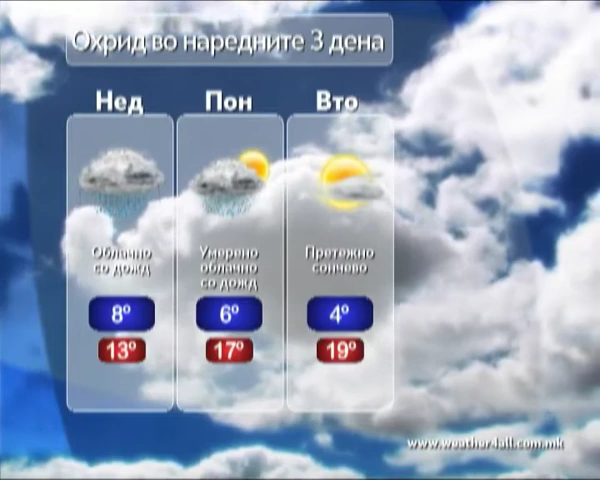 Охрид во наредните 3 дена
Нед
Пон
Вто
Облачно
со дожд
Умерено
облачно
со дожд
Претежно
сончево
8º
6º
4º
13º
17º
19º
www.weather4all.com.mk